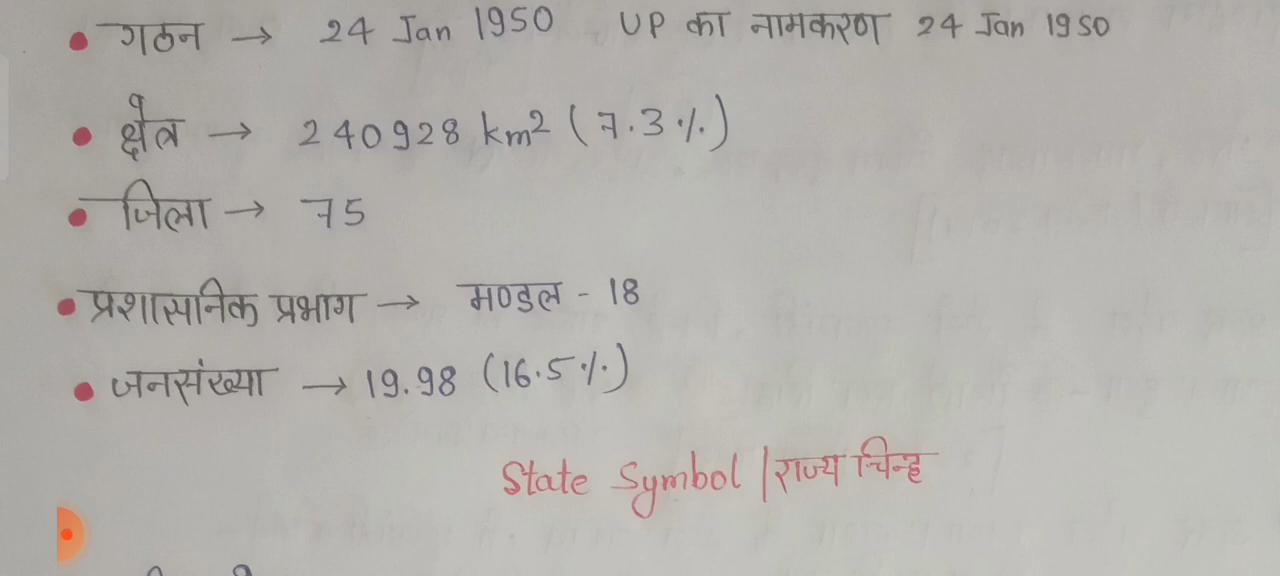 • गठन → 24 Jan 1950 UP का नामकरण 24 Jan 1950
• क्षेत्र → 240928 km² (7.3%)
• जिला → 75
• प्रशासनिक प्रभाग → मण्डल - 18
• जनसंख्या → 19.98 (16.5%)
State Symbol | राज्य चिन्ह